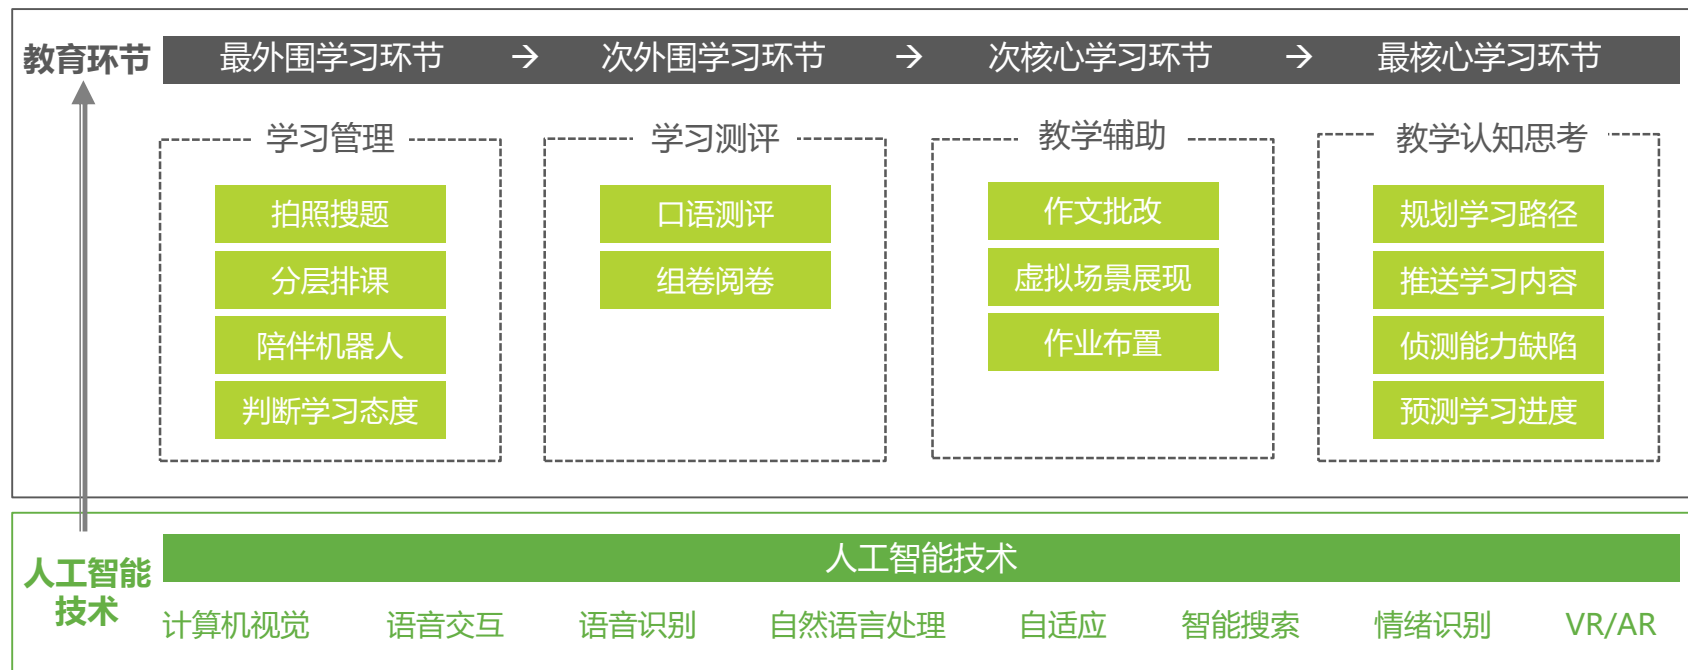 教育环节
最外围学习环节 → 次外围学习环节 → 次核心学习环节 → 最核心学习环节
学习管理
拍照搜题
分层排课
陪伴机器人
判断学习态度
学习测评
口语测评
组卷阅卷
教学辅助
作文批改
虚拟场景展现
作业布置
教学认知思考
规划学习路径
推送学习内容
侦测能力缺陷
预测学习进度
人工智能
技术
人工智能技术
计算机视觉 语音交互 语音识别 自然语言处理 自适应 智能搜索 情绪识别 VR/AR